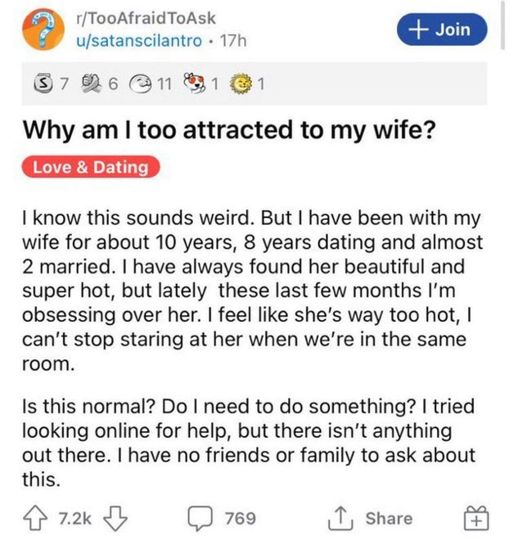 r/TooAfraidToAsk
u/satanscilantro • 17h
+ Join
S 7 6 11 1 1
Why am I too attracted to my wife?
Love & Dating
I know this sounds weird. But I have been with my
wife for about 10 years, 8 years dating and almost
2 married. I have always found her beautiful and
super hot, but lately  these last few months I'm
obsessing over her. I feel like she's way too hot, I
can't stop staring at her when we're in the same
room.
Is this normal? Do I need to do something? I tried
looking online for help, but there isn't anything
out there. I have no friends or family to ask about
this.
7.2k 769 Share